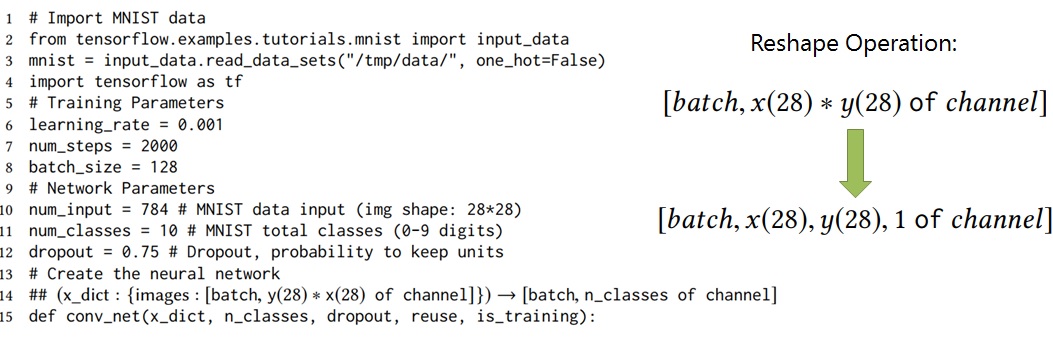 1 # Import MNIST data
2 from tensorflow.examples.tutorials.mnist import input_data
3 mnist = input_data.read_data_sets("/tmp/data/", one_hot=False)
4 import tensorflow as tf
5 # Training Parameters
6 learning_rate = 0.001
7 num_steps = 2000
8 batch_size = 128
9 # Network Parameters
10 num_input = 784 # MNIST data input (img shape: 28*28)
11 num_classes = 10 # MNIST total classes (0-9 digits)
12 dropout = 0.75 # Dropout, probability to keep units
13 # Create the neural network
14 ## (x_dict : {images : [batch, y(28) * x(28) of channel]}) → [batch, n_classes of channel]
15 def conv_net(x_dict, n_classes, dropout, reuse, is_training):
Reshape Operation:
[batch, x(28) * y(28) of channel]
[batch, x(28), y(28), 1 of channel]